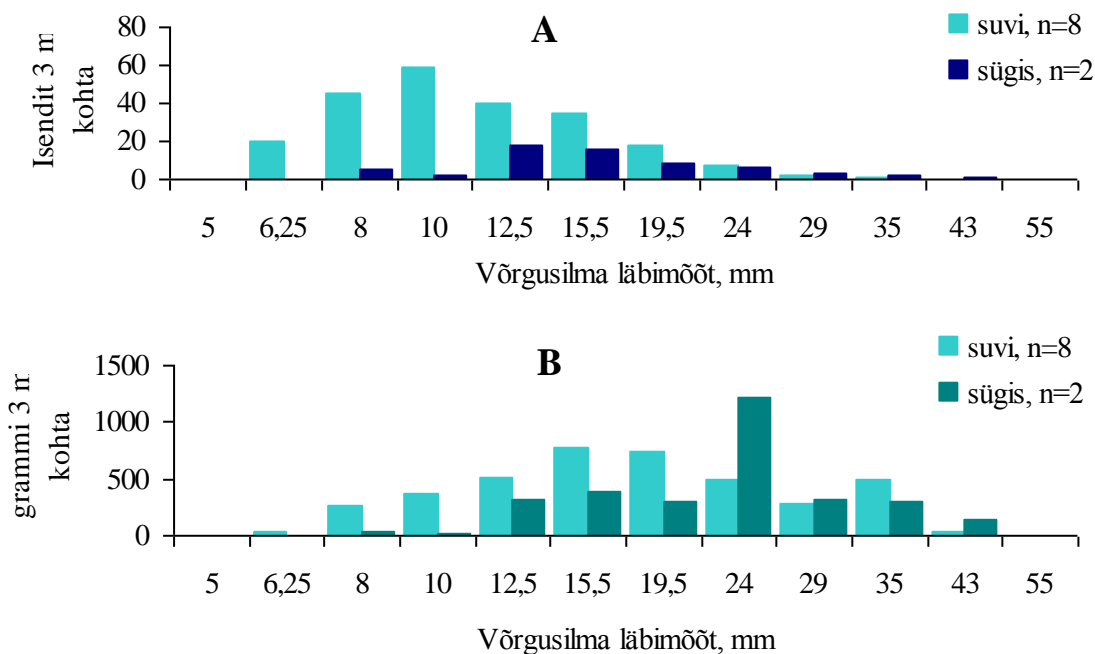 A
suvi, n=8
sügis, n=2
Isendit 3 m
kohta
80
60
40
20
0
5 6,25 8 10 12,5 15,5 19,5 24 29 35 43 55
Võrgusilma läbimõõt, mm
B
suvi, n=8
sügis, n=2
grammi 3 m
kohta
1500
1000
500
0
5 6,25 8 10 12,5 15,5 19,5 24 29 35 43 55
Võrgusilma läbimõõt, mm